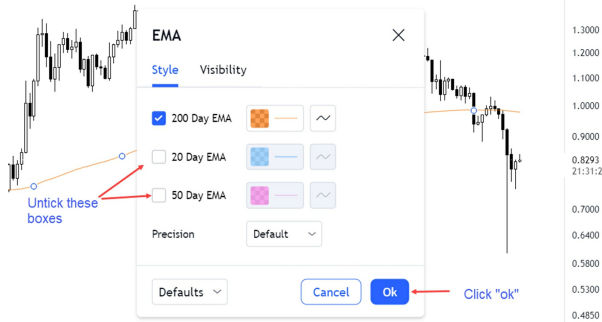 EMA
Style Visibility
200 Day EMA
20 Day EMA
50 Day EMA
Precision Default
Defaults Cancel Ok
Untick these
boxes
Click "ok"
1.3000
1.2000
1.1000
1.0000
0.9000
0.8293
21:31:2
0.7000
0.6400
0.5800
0.5300
0.4850